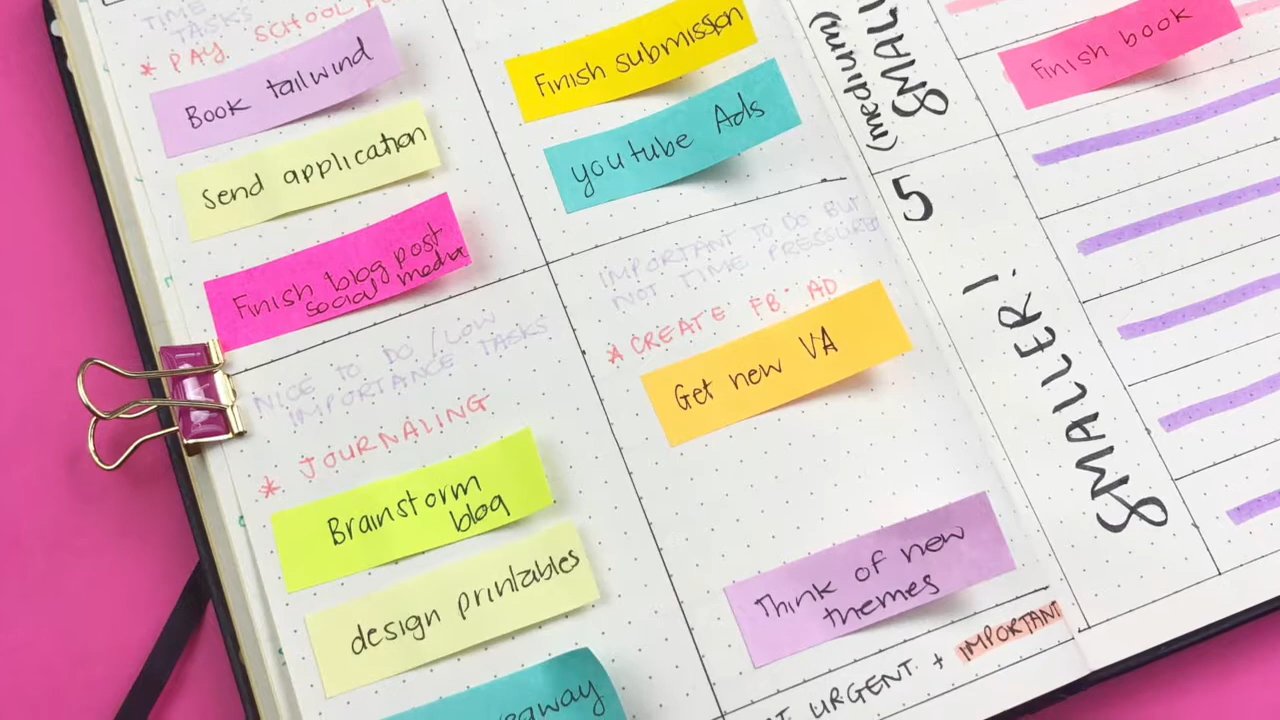 TIME
TASKS
* PAY SCHOOL
Book tailwind
Send application
Finish blog post
social media
Finish submission
youtube Ads
NICE TO DO / LOW
IMPORTANCE TASKS
* JOURNALING
Brainstorm
blog
design printables
IMPORTANT TO DO BUT
NOT TIME PRESSURED
* CREATE FB AD
Get new VA
Think of new
themes
URGENT + IMPORTANT
(medium)
5
SMALLER!
Finish book